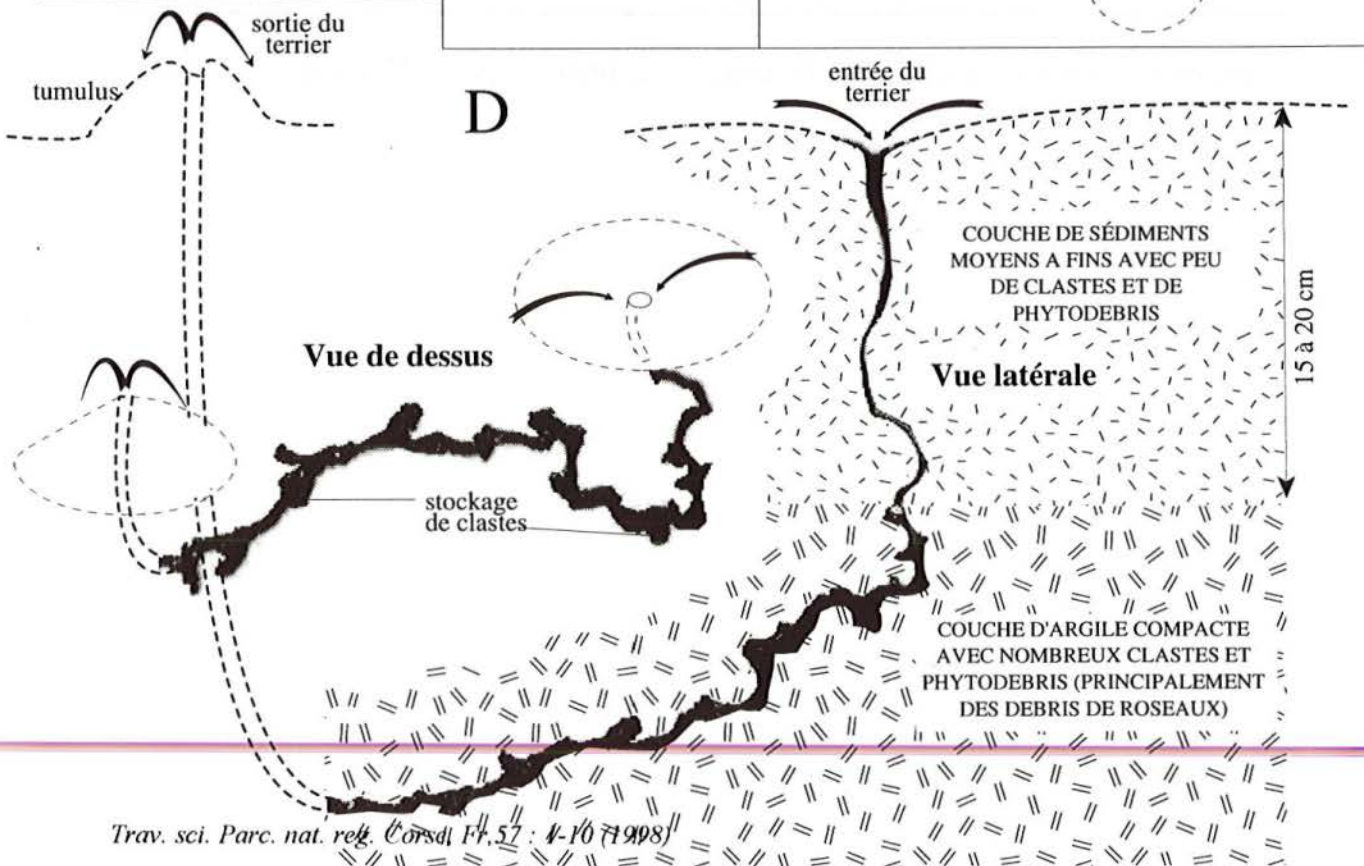 sortie du
terrier
tumulus
D
entrée du
terrier
COUCHE DE SÉDIMENTS
MOYENS A FINS AVEC PEU
DE CLASTES ET DE
PHYTODEBRIS
15 à 20 cm
Vue de dessus
Vue latérale
stockage
de clastes
COUCHE D'ARGILE COMPACTE
AVEC NOMBREUX CLASTES ET
PHYTODEBRIS (PRINCIPALEMENT
DES DEBRIS DE ROSEAUX)
Trav. sci. Parc. nat. reg. Corse, Fr, 57 : 1-10 (1998)